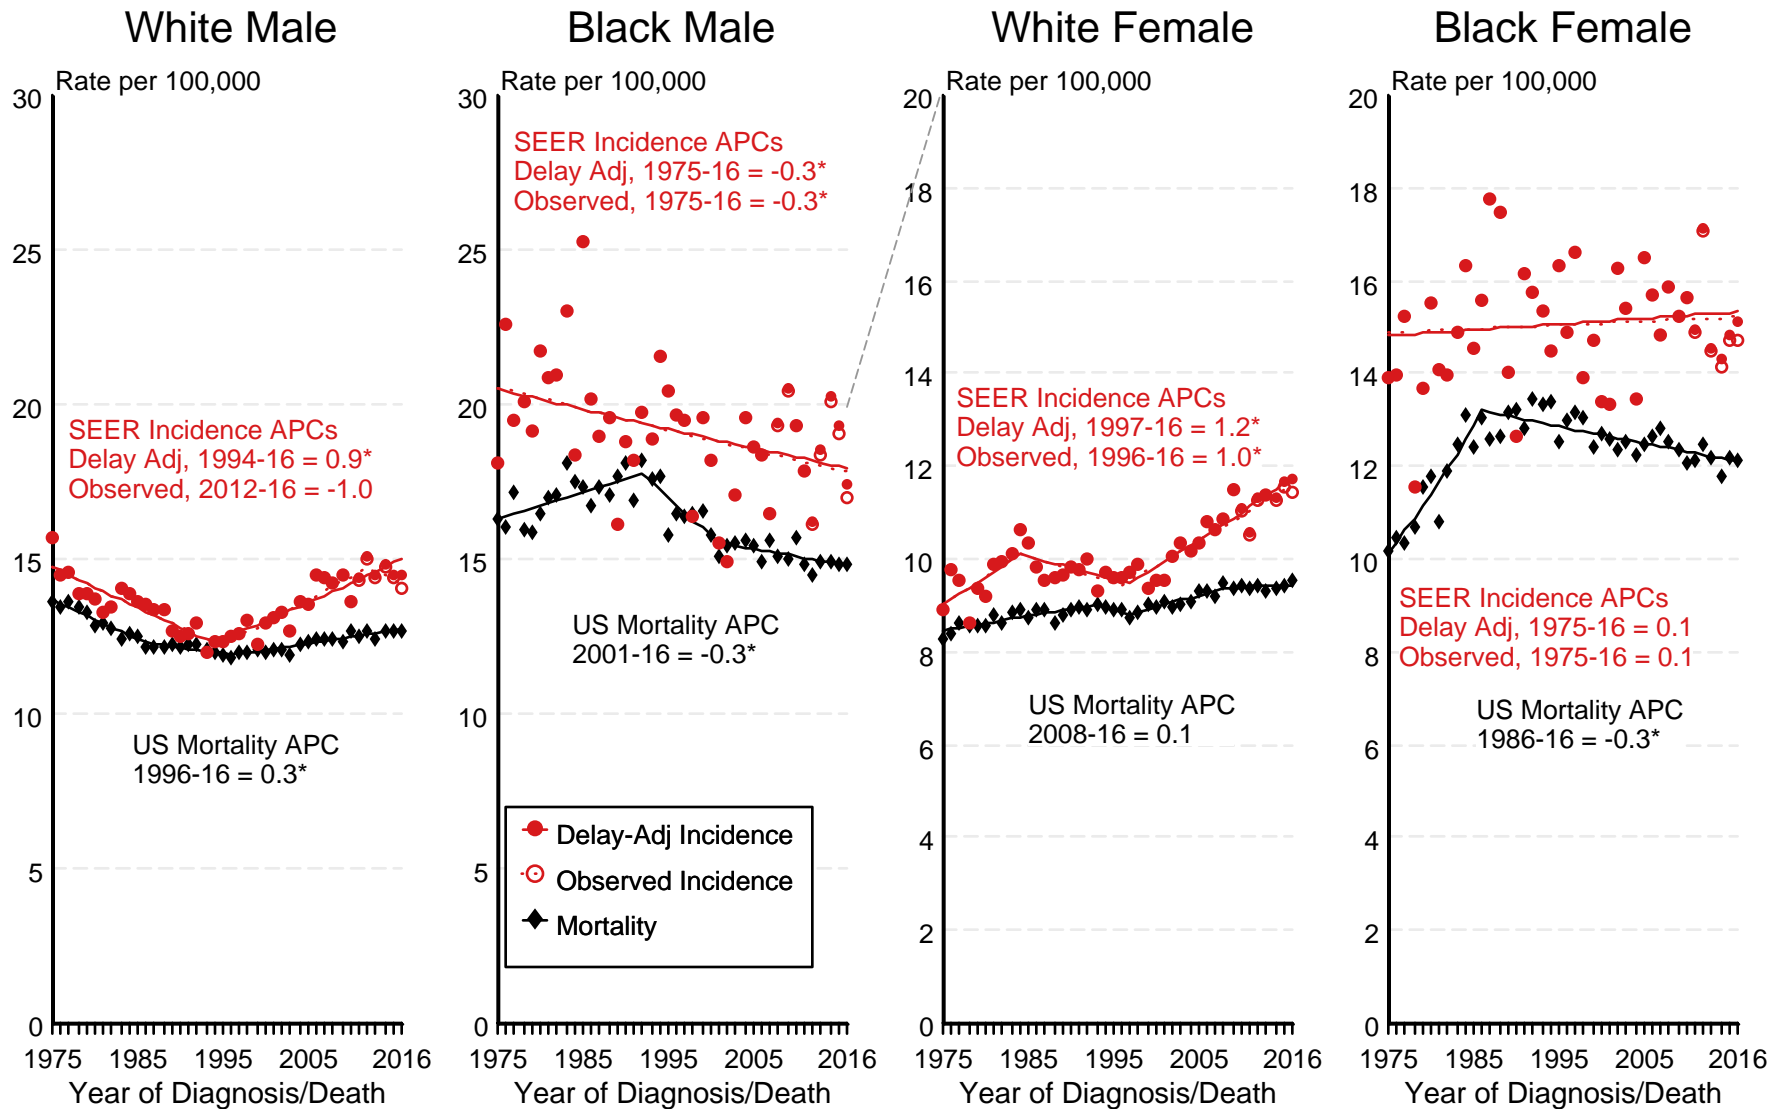 White Male
Rate per 100,000
30
25
20
15
10
5
0
SEER Incidence APCs
Delay Adj, 1994-16 = 0.9*
Observed, 2012-16 = -1.0
US Mortality APC
1996-16 = 0.3*
1975 1985 1995 2005 2016
Year of Diagnosis/Death
Black Male
Rate per 100,000
30
25
20
15
10
5
0
SEER Incidence APCs
Delay Adj, 1975-16 = -0.3*
Observed, 1975-16 = -0.3*
US Mortality APC
2001-16 = -0.3*
Delay-Adj Incidence
Observed Incidence
Mortality
1975 1985 1995 2005 2016
Year of Diagnosis/Death
White Female
Rate per 100,000
20
18
16
14
12
10
8
6
4
2
0
SEER Incidence APCs
Delay Adj, 1997-16 = 1.2*
Observed, 1996-16 = 1.0*
US Mortality APC
2008-16 = 0.1
1975 1985 1995 2005 2016
Year of Diagnosis/Death
Black Female
Rate per 100,000
20
18
16
14
12
10
8
6
4
2
0
SEER Incidence APCs
Delay Adj, 1975-16 = 0.1
Observed, 1975-16 = 0.1
US Mortality APC
1986-16 = -0.3*
1975 1985 1995 2005 2016
Year of Diagnosis/Death